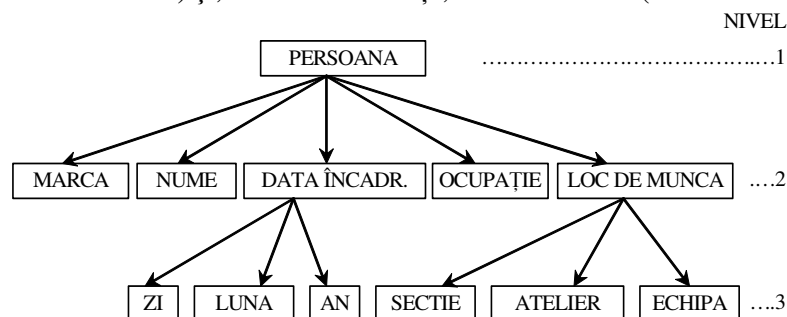 NIVEL
PERSOANA ……………………………….…1
MARCA NUME DATA ÎNCADR. OCUPAȚIE LOC DE MUNCA .…2
ZI LUNA AN SECTIE ATELIER ECHIPA ….3